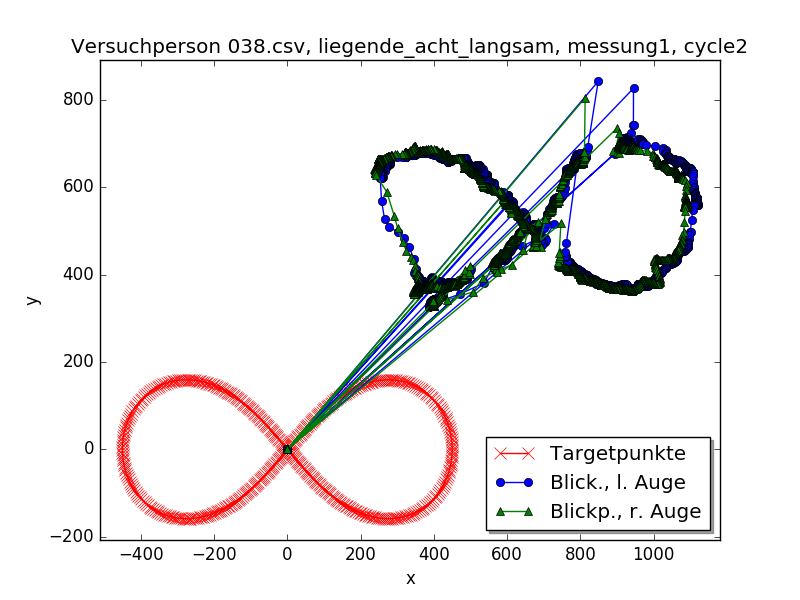 Versuchperson 038.csv, liegende_acht_langsam, messung1, cycle2
800
600
400
200
0
−200
y
−400
−200
0
200
400
600
800
1000
x
Targetpunkte
Blick., l. Auge
Blickp., r. Auge